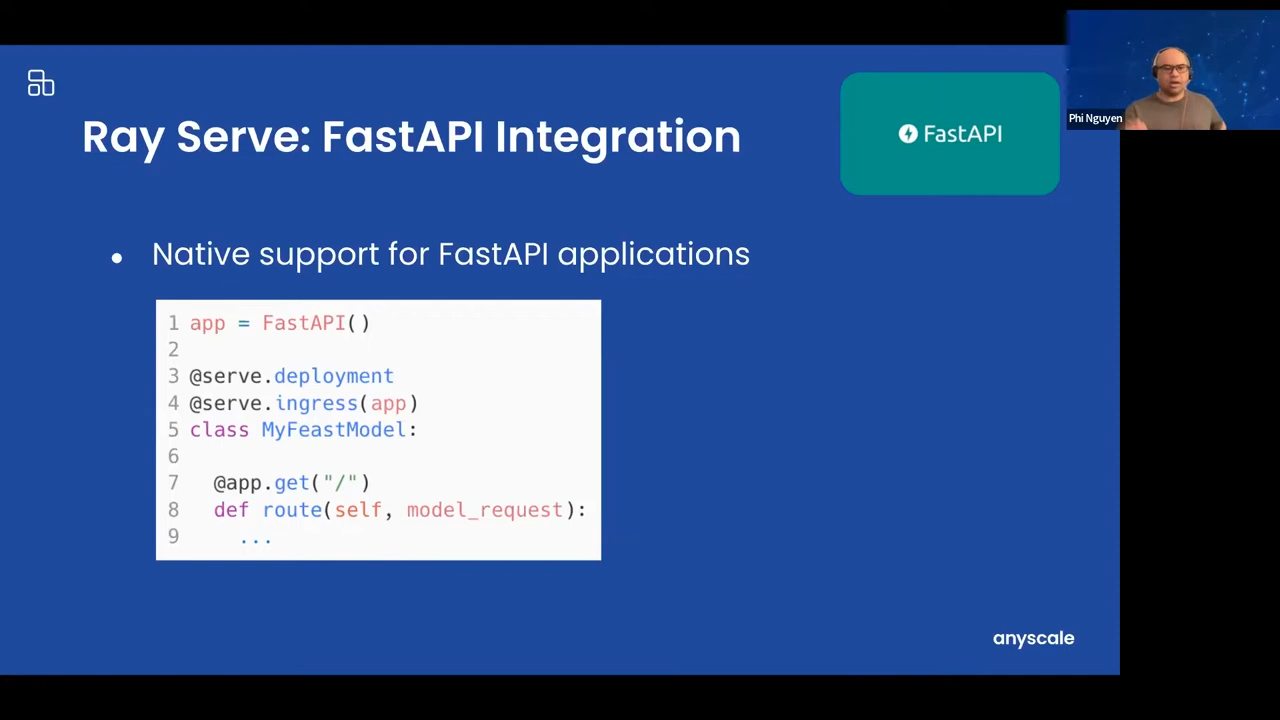 Ray Serve: FastAPI Integration
FastAPI
Phi Nguyen
• Native support for FastAPI applications
1 app = FastAPI()
2
3 @serve.deployment
4 @serve.ingress(app)
5 class MyFeastModel:
6
7   @app.get("/")
8   def route(self, model_request):
9     ...
anyscale